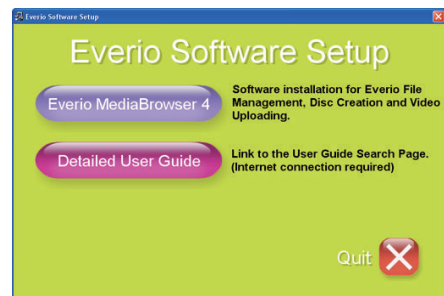 Everio Software Setup
Everio Software Setup
Everio MediaBrowser 4
Software installation for Everio File
Management, Disc Creation and Video
Uploading.
Detailed User Guide
Link to the User Guide Search Page.
(Internet connection required)
Quit